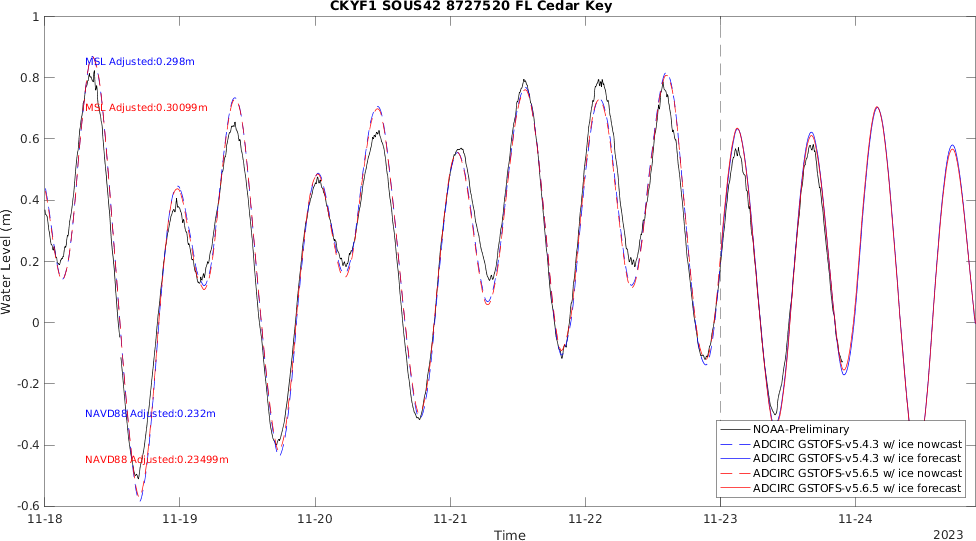 CKYF1 SOUS42 8727520 FL Cedar Key
1
0.8
0.6
0.4
0.2
0
-0.2
-0.4
-0.6
Water Level (m)
MSL Adjusted:0.298m
MSL Adjusted:0.30099m
NAVD88 Adjusted:0.232m
NAVD88 Adjusted:0.23499m
NOAA-Preliminary
ADCIRC GSTOFS-v5.4.3 w/ ice nowcast
ADCIRC GSTOFS-v5.4.3 w/ ice forecast
ADCIRC GSTOFS-v5.6.5 w/ ice nowcast
ADCIRC GSTOFS-v5.6.5 w/ ice forecast
11-18 11-19 11-20 11-21 11-22 11-23 11-24
Time
2023